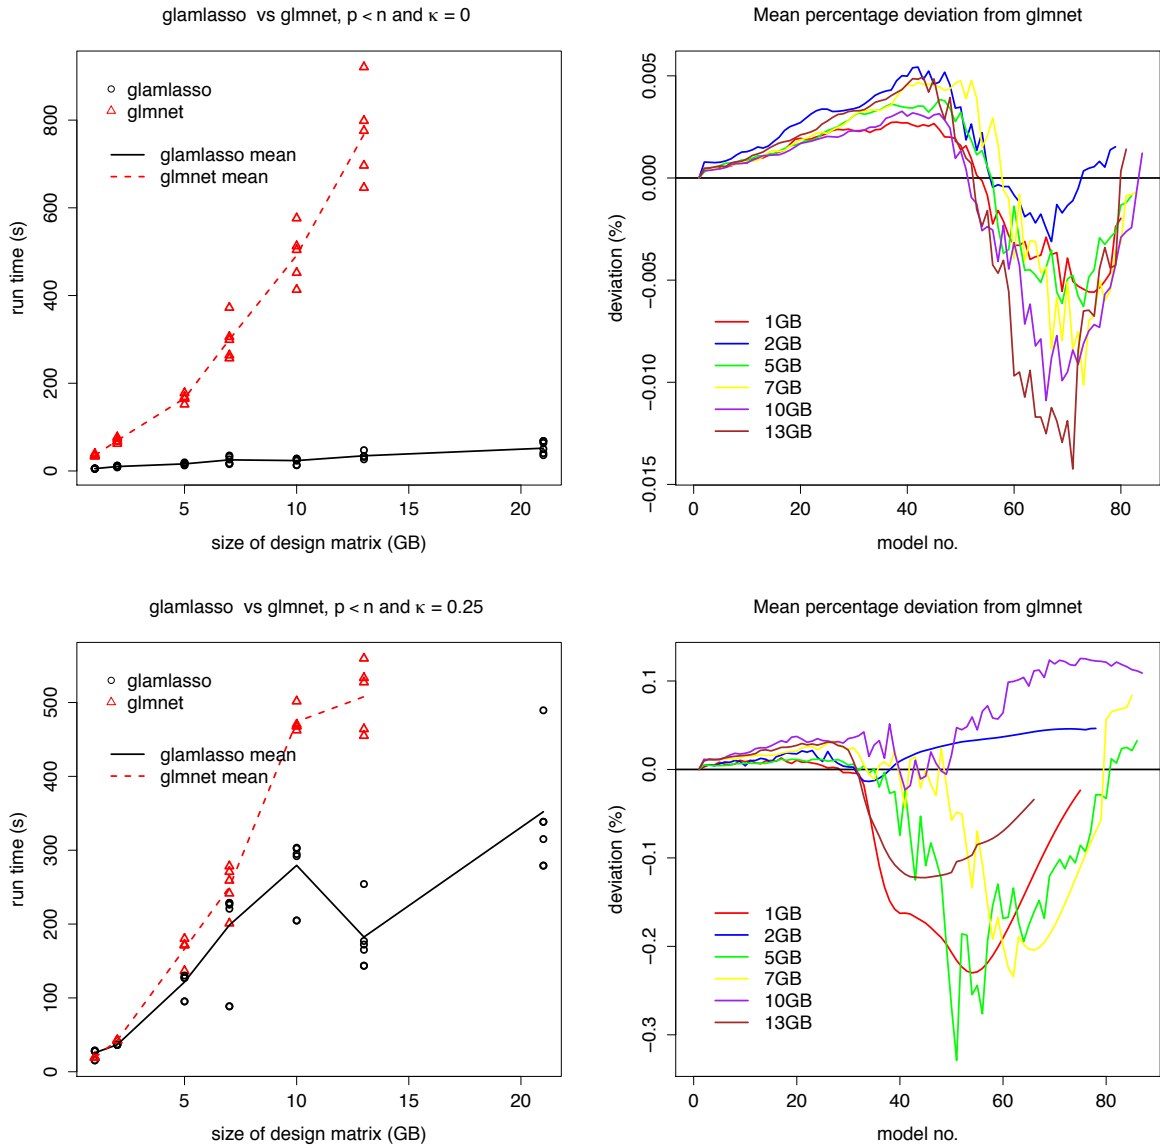 glamlasso vs glmnet, p < n and κ = 0
run time (s)
0
200
400
600
800
glamlasso
glmnet
glamlasso mean
glmnet mean
5
10
15
20
size of design matrix (GB)
Mean percentage deviation from glmnet
deviation (%)
0.005
0.000
−0.005
−0.010
−0.015
1GB
2GB
5GB
7GB
10GB
13GB
0
20
40
60
80
model no.
glamlasso vs glmnet, p < n and κ = 0.25
run time (s)
0
100
200
300
400
500
glamlasso
glmnet
glamlasso mean
glmnet mean
5
10
15
20
size of design matrix (GB)
Mean percentage deviation from glmnet
deviation (%)
0.1
0.0
−0.1
−0.2
−0.3
1GB
2GB
5GB
7GB
10GB
13GB
0
20
40
60
80
model no.